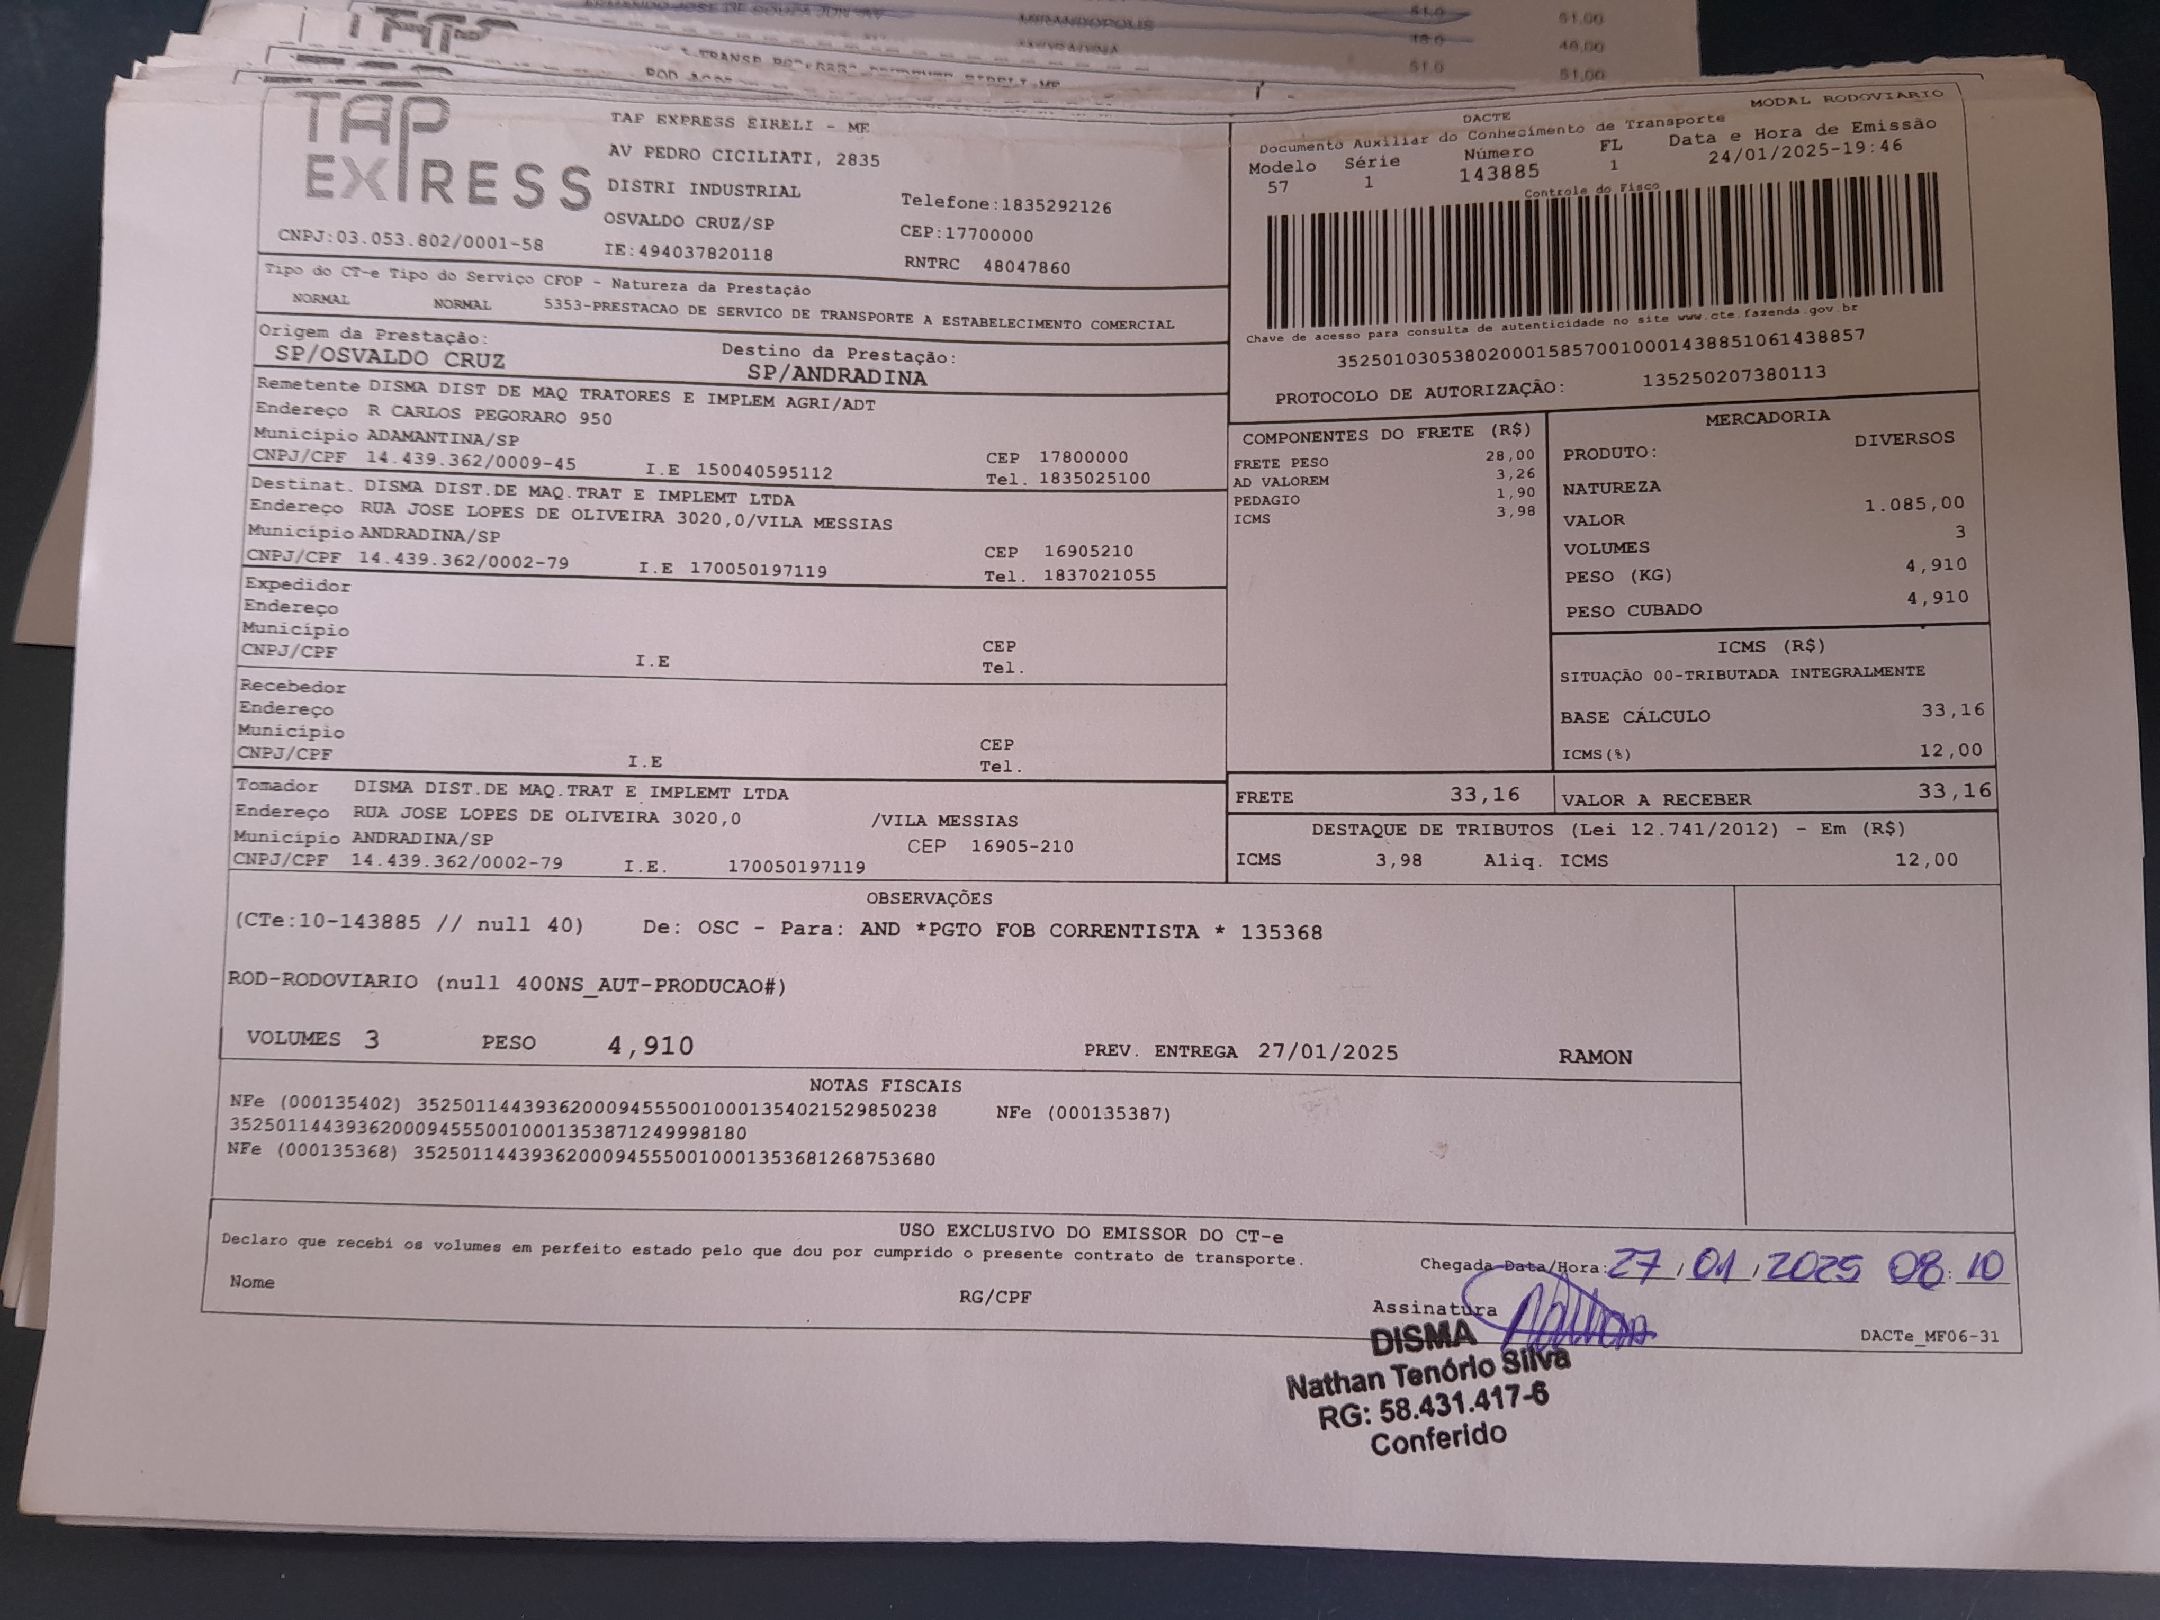 MIRANDOPOLIS 51,0 51,00
48,0 48,00
51,0 51,00
TAP
TAP EXPRESS
TAP EXPRESS EIRELI - ME
AV PEDRO CICILIATI, 2835
DISTRI INDUSTRIAL Telefone:1835292126
OSVALDO CRUZ/SP CEP:17700000
CNPJ:03.053.802/0001-58 IE:494037820118 RNTRC 48047860
DACTE MODAL RODOVIARIO
Documento Auxiliar do Conhecimento de Transporte
Modelo Série Número FL Data e Hora de Emissão
57 1 143885 1 24/01/2025-19:46
Controle do Fisco
Chave de acesso para consulta de autenticidade no site www.cte.fazenda.gov.br
35250103053802000158570010001438851061438857
PROTOCOLO DE AUTORIZAÇÃO: 135250207380113
Tipo do CT-e Tipo do Serviço CFOP - Natureza da Prestação
NORMAL NORMAL 5353-PRESTACAO DE SERVICO DE TRANSPORTE A ESTABELECIMENTO COMERCIAL
Origem da Prestação: Destino da Prestação:
SP/OSVALDO CRUZ SP/ANDRADINA
Remetente DISMA DIST DE MAQ TRATORES E IMPLEM AGRI/ADT
Endereço R CARLOS PEGORARO 950
Município ADAMANTINA/SP CEP 17800000
CNPJ/CPF 14.439.362/0009-45 I.E 150040595112 Tel. 1835025100
Destinat. DISMA DIST.DE MAQ.TRAT E IMPLEMT LTDA
Endereço RUA JOSE LOPES DE OLIVEIRA 3020,0/VILA MESSIAS
Município ANDRADINA/SP CEP 16905210
CNPJ/CPF 14.439.362/0002-79 I.E 170050197119 Tel. 1837021055
Expedidor
Endereço
Município CEP
CNPJ/CPF I.E Tel.
Recebedor
Endereço
Município CEP
CNPJ/CPF I.E Tel.
Tomador DISMA DIST.DE MAQ.TRAT E IMPLEMT LTDA
Endereço RUA JOSE LOPES DE OLIVEIRA 3020,0 /VILA MESSIAS
Município ANDRADINA/SP CEP 16905-210
CNPJ/CPF 14.439.362/0002-79 I.E. 170050197119
COMPONENTES DO FRETE (R$)
FRETE PESO 28,00
AD VALOREM 3,26
PEDAGIO 1,90
ICMS 3,98
MERCADORIA
PRODUTO: DIVERSOS
NATUREZA
VALOR 1.085,00
VOLUMES 3
PESO (KG) 4,910
PESO CUBADO 4,910
ICMS (R$)
SITUAÇÃO 00-TRIBUTADA INTEGRALMENTE
BASE CÁLCULO 33,16
ICMS(%) 12,00
FRETE 33,16 VALOR A RECEBER 33,16
DESTAQUE DE TRIBUTOS (Lei 12.741/2012) - Em (R$)
ICMS 3,98 Aliq. ICMS 12,00
OBSERVAÇÕES
(CTe:10-143885 // null 40) De: OSC - Para: AND *PGTO FOB CORRENTISTA * 135368
ROD-RODOVIARIO (null 400NS_AUT-PRODUCAO#)
VOLUMES 3 PESO 4,910 PREV. ENTREGA 27/01/2025 RAMON
NOTAS FISCAIS
NFe (000135402) 35250114439362000945550010001354021529850238 NFe (000135387)
35250114439362000945550010001353871249998180
NFe (000135368) 35250114439362000945550010001353681268753680
USO EXCLUSIVO DO EMISSOR DO CT-e
Declaro que recebi os volumes em perfeito estado pelo que dou por cumprido o presente contrato de transporte.
Chegada Data/Hora: 27/01/2025 08:10
Nome RG/CPF Assinatura
DACTe_MF06-31
DISMA
Nathan Tenório Silva
RG: 58.431.417-6
Conferido